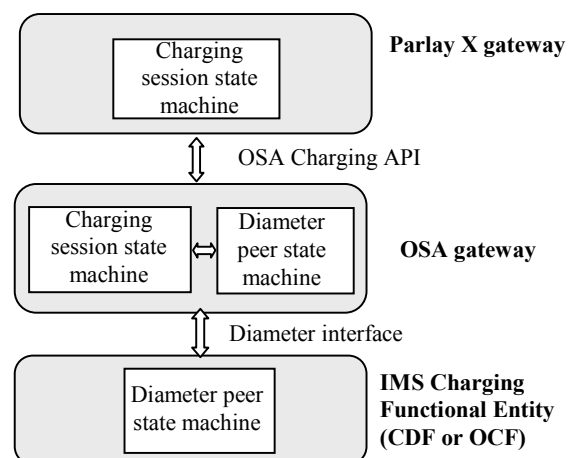 Charging
session state
machine
Parlay X gateway
OSA Charging API
Charging
session state
machine
Diameter
peer state
machine
OSA gateway
Diameter interface
Diameter peer
state machine
IMS Charging
Functional Entity
(CDF or OCF)